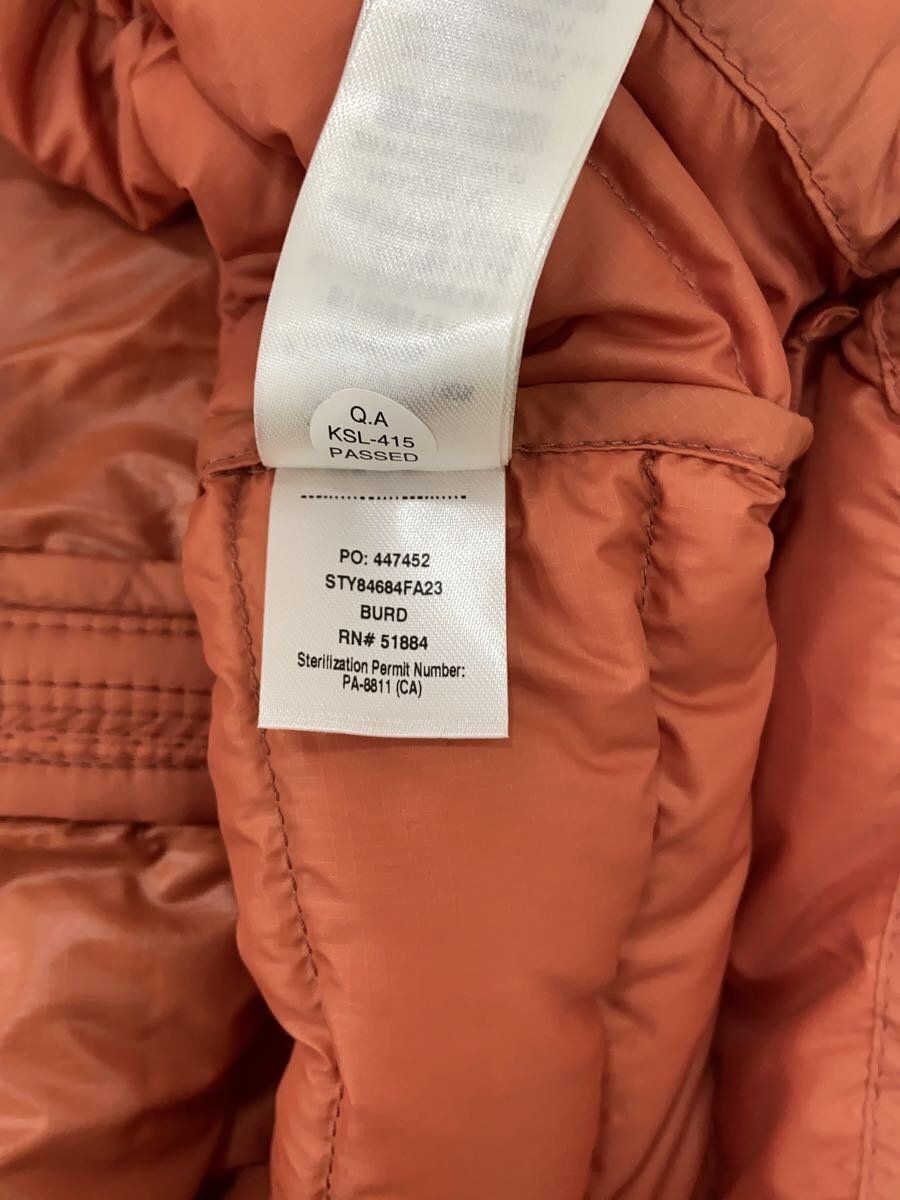 Q.A
KSL-415
PASSED
PO: 447452
STY84684FA23
BURD
RN# 51884
Sterilization Permit Number:
PA-8811 (CA)